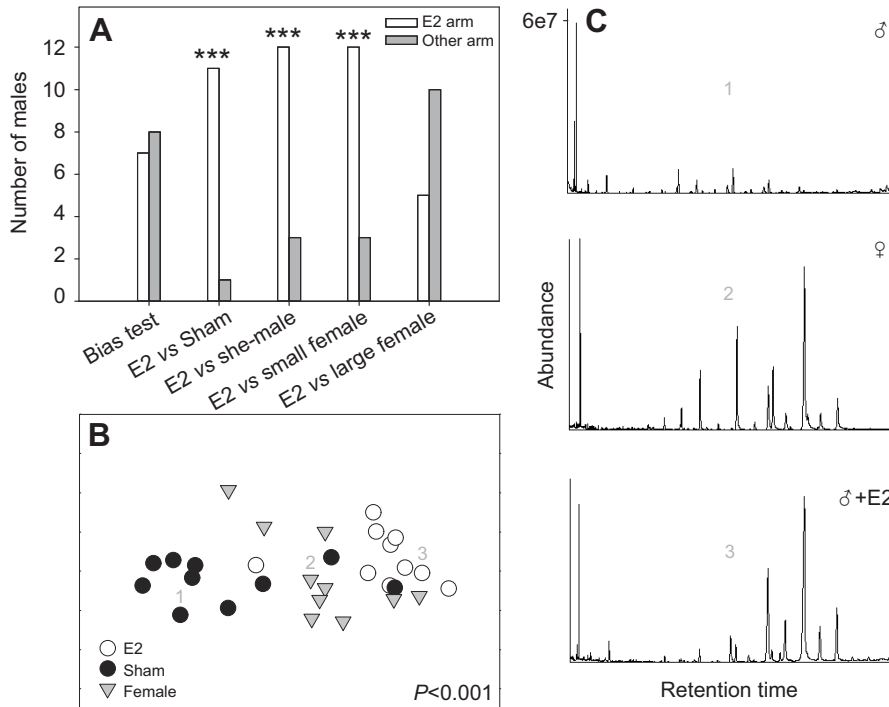 A
E2 arm
Other arm
***
***
***
Number of males
12
10
8
6
4
2
0
Bias test
E2 vs Sham
E2 vs she-male
E2 vs small female
E2 vs large female
B
1
2
3
E2
Sham
Female
P<0.001
C
6e7
♂
1
♀
2
Abundance
♂+E2
3
Retention time